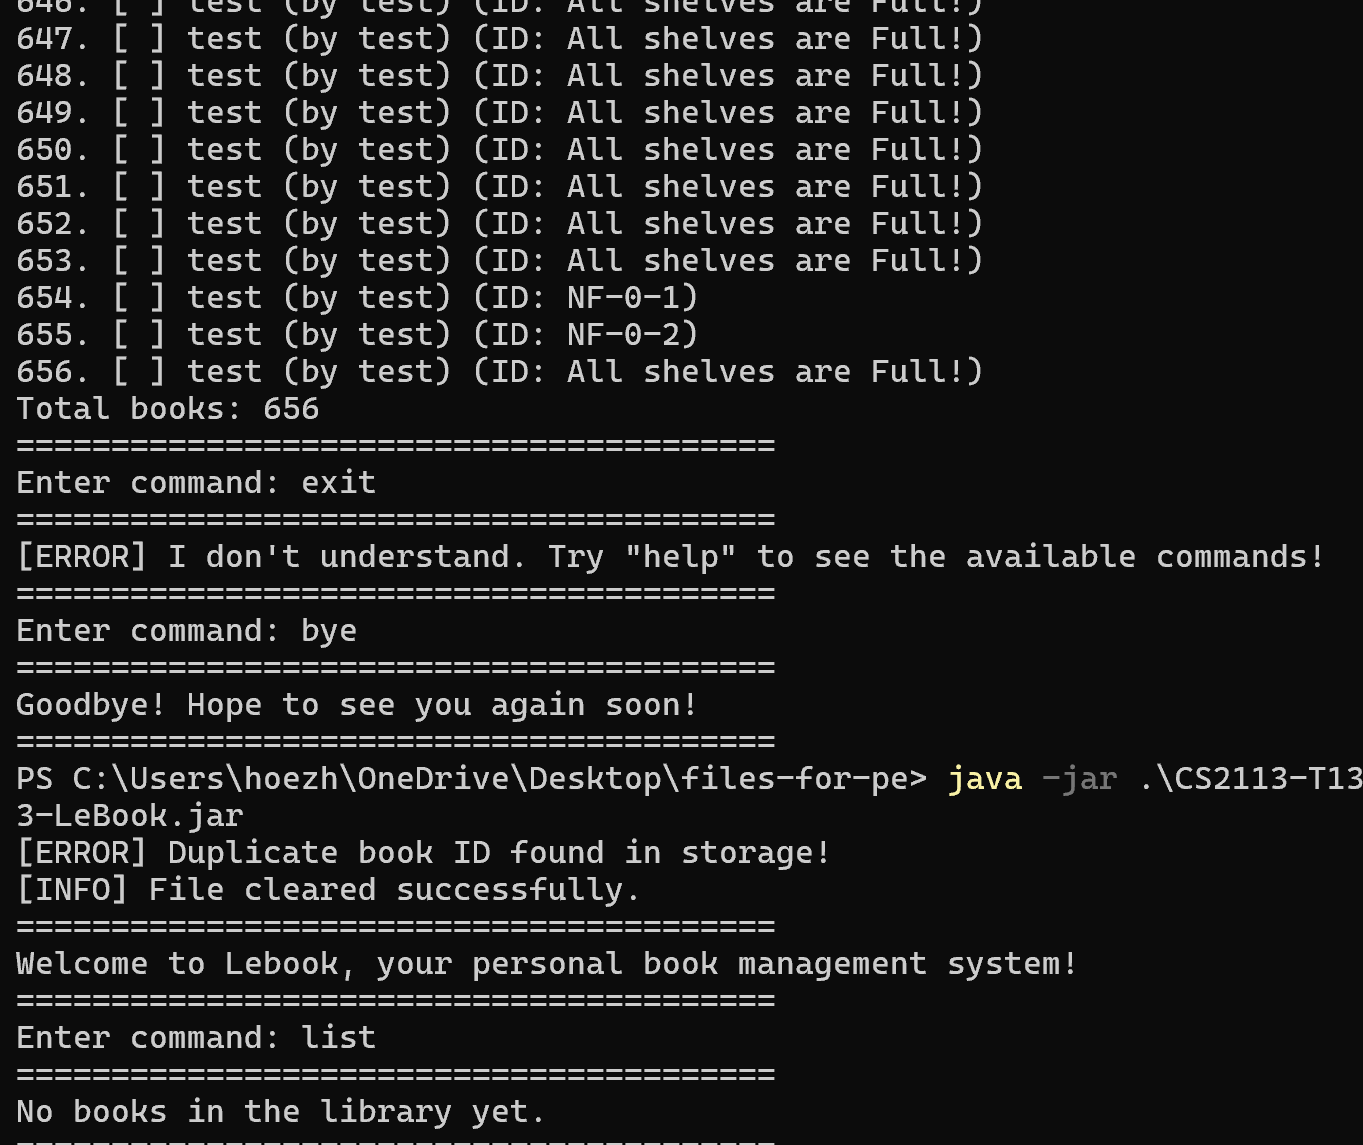 646. [ ] test (by test) (ID: All shelves are Full!)
647. [ ] test (by test) (ID: All shelves are Full!)
648. [ ] test (by test) (ID: All shelves are Full!)
649. [ ] test (by test) (ID: All shelves are Full!)
650. [ ] test (by test) (ID: All shelves are Full!)
651. [ ] test (by test) (ID: All shelves are Full!)
652. [ ] test (by test) (ID: All shelves are Full!)
653. [ ] test (by test) (ID: All shelves are Full!)
654. [ ] test (by test) (ID: NF-0-1)
655. [ ] test (by test) (ID: NF-0-2)
656. [ ] test (by test) (ID: All shelves are Full!)
Total books: 656
========================================
Enter command: exit
========================================
[ERROR] I don't understand. Try "help" to see the available commands!
========================================
Enter command: bye
========================================
Goodbye! Hope to see you again soon!
========================================
PS C:\Users\hoezh\OneDrive\Desktop\files-for-pe> java -jar .\CS2113-T13
3-LeBook.jar
[ERROR] Duplicate book ID found in storage!
[INFO] File cleared successfully.
========================================
Welcome to Lebook, your personal book management system!
========================================
Enter command: list
========================================
No books in the library yet.
========================================